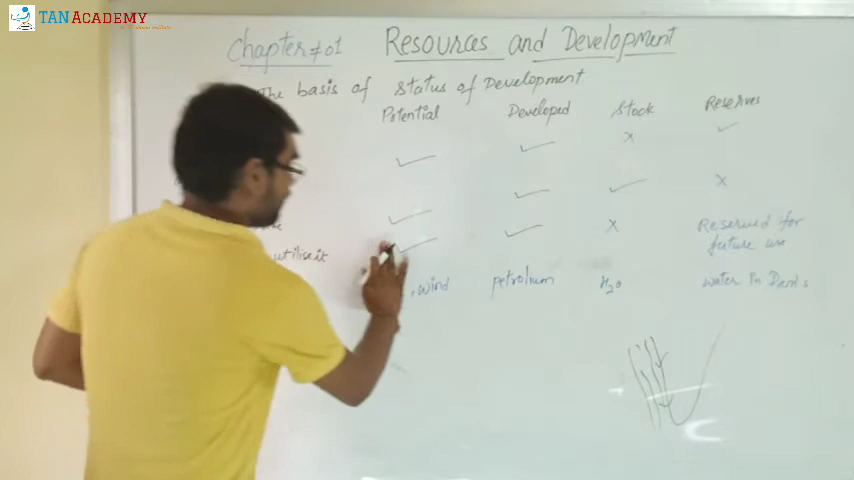 TAN ACADEMY
Chapter # 01 Resources and Development
The basis of status of Development
Potential Developed Stock Reserves
✓ ✓ x ✓
✓ ✓ ✓ x
✓ ✓ x Reserved for
future use
utilise it
, wind petrolium H2O water in Dams